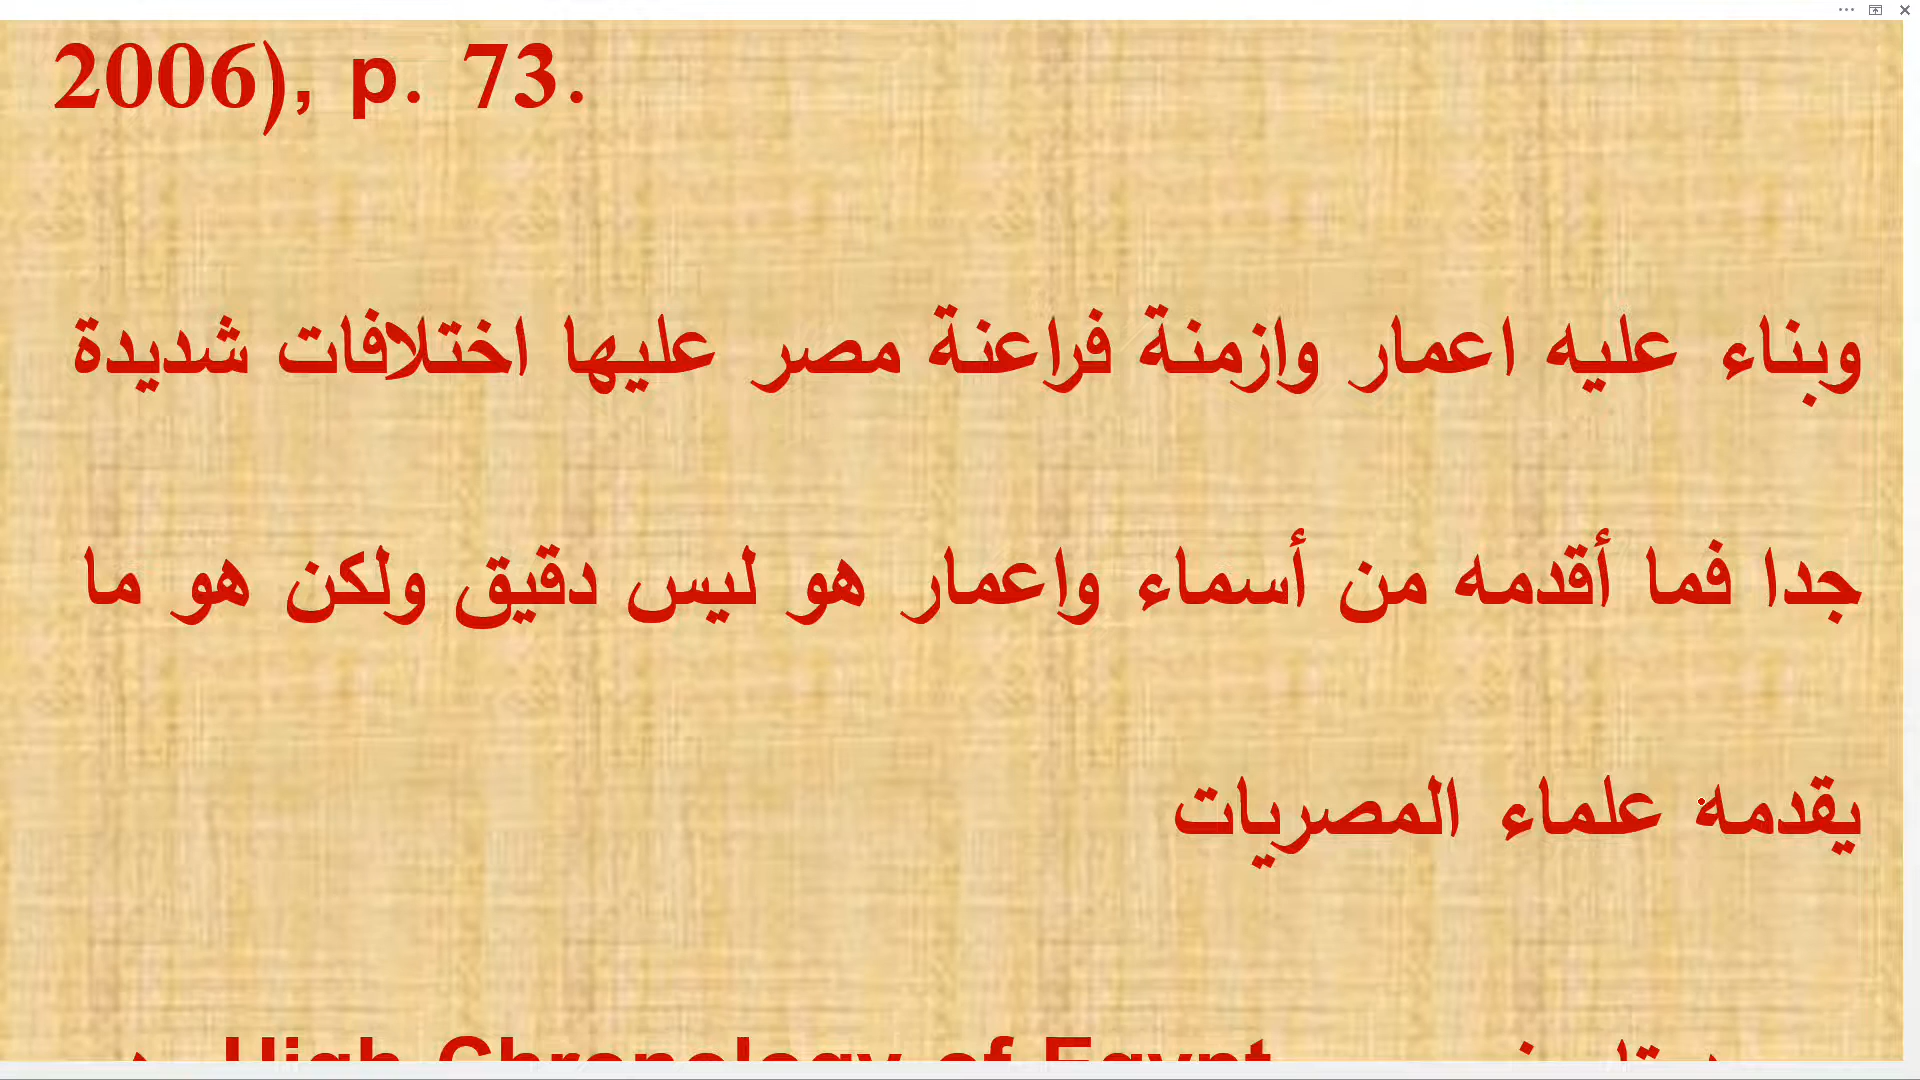 2006), p. 73.
وبناء عليه اعمار وازمنة فراعنة مصر عليها اختلافات شديدة
جدا فما أقدمه من أسماء واعمار هو ليس دقيق ولكن هو ما
يقدمه علماء المصريات
High Chronology of Egypt